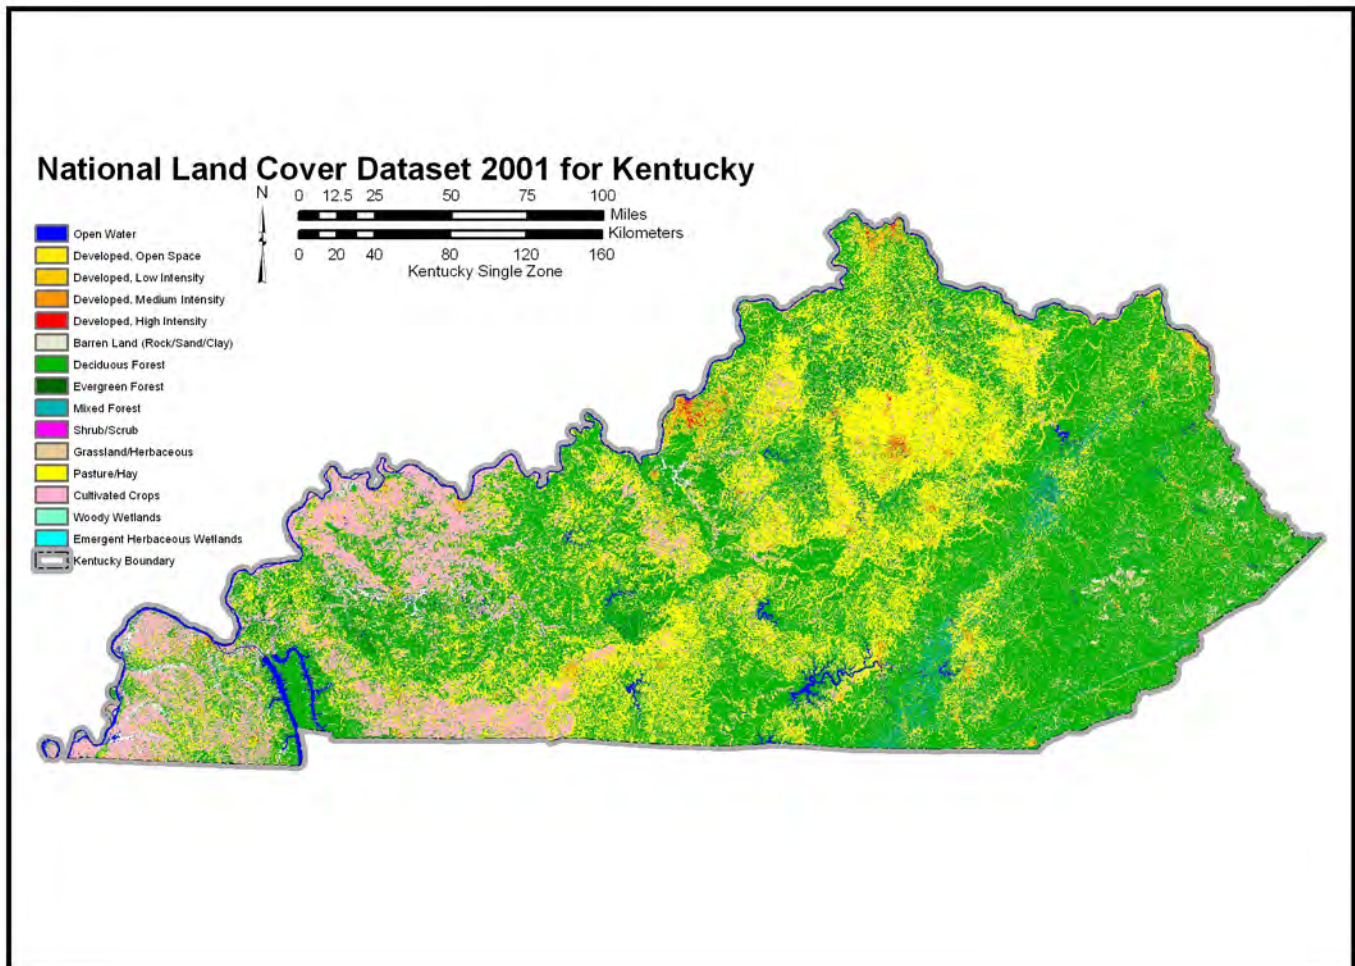 National Land Cover Dataset 2001 for Kentucky
N
0 12.5 25 50 75 100
Miles
Kilometers
0 20 40 80 120 160
Kentucky Single Zone
Open Water
Developed, Open Space
Developed, Low Intensity
Developed, Medium Intensity
Developed, High Intensity
Barren Land (Rock/Sand/Clay)
Deciduous Forest
Evergreen Forest
Mixed Forest
Shrub/Scrub
Grassland/Herbaceous
Pasture/Hay
Cultivated Crops
Woody Wetlands
Emergent Herbaceous Wetlands
Kentucky Boundary